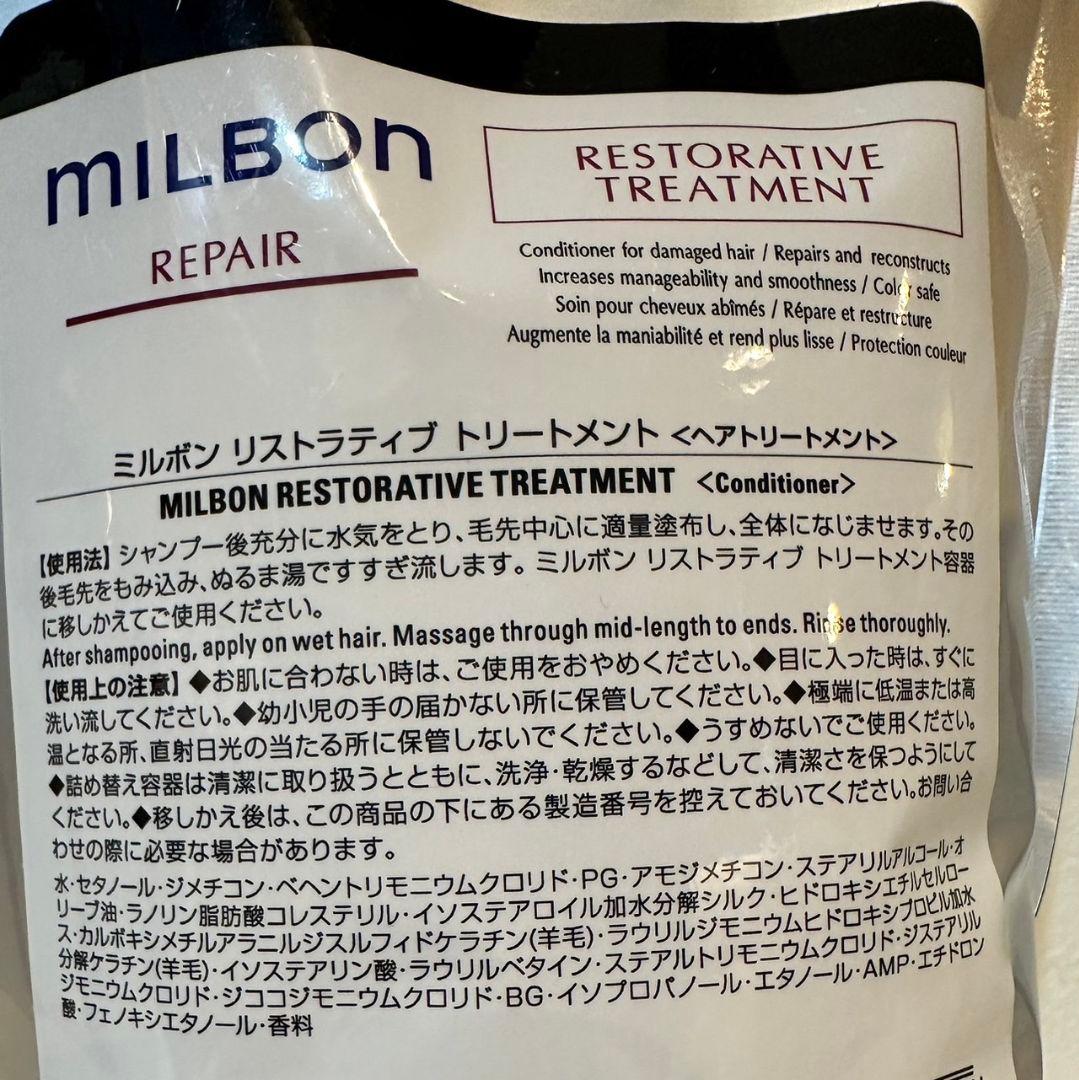 mILBOn
REPAIR
RESTORATIVE
TREATMENT
Conditioner for damaged hair / Repairs and reconstructs
Increases manageability and smoothness / Color safe
Soin pour cheveux abîmés / Répare et restructure
Augmente la maniabilité et rend plus lisse / Protection couleur
ミルボン リストラティブ トリートメント <ヘアトリートメント>
MILBON RESTORATIVE TREATMENT <Conditioner>
【使用法】シャンプー後充分に水気をとり、毛先中心に適量塗布し、全体になじませます。その
後毛先をもみ込み、ぬるま湯ですすぎ流します。ミルボン リストラティブ トリートメント容器
に移しかえてご使用ください。
After shampooing, apply on wet hair. Massage through mid-length to ends. Rinse thoroughly.
【使用上の注意】◆お肌に合わない時は、ご使用をおやめください。◆目に入った時は、すぐに
洗い流してください。◆幼小児の手の届かない所に保管してください。◆極端に低温または高
温となる所、直射日光の当たる所に保管しないでください。◆うすめないでご使用ください。
◆詰め替え容器は清潔に取り扱うとともに、洗浄・乾燥するなどして、清潔さを保つようにして
ください。◆移しかえ後は、この商品の下にある製造番号を控えておいてください。お問い合
わせの際に必要な場合があります。
水・セタノール・ジメチコン・ベヘントリモニウムクロリド・PG・アモジメチコン・ステアリルアルコール・オ
リーブ油・ラノリン脂肪酸コレステリル・イソステアロイル加水分解シルク・ヒドロキシエチルセルロー
ス・カルボキシメチルアラニルジスルフィドケラチン(羊毛)・ラウリルジモニウムヒドロキシプロピル加水
分解ケラチン(羊毛)・イソステアリン酸・ラウリルベタイン・ステアルトリモニウムクロリド・ジステアリル
ジモニウムクロリド・ジココジモニウムクロリド・BG・イソプロパノール・エタノール・AMP・エチドロン
酸・フェノキシエタノール・香料